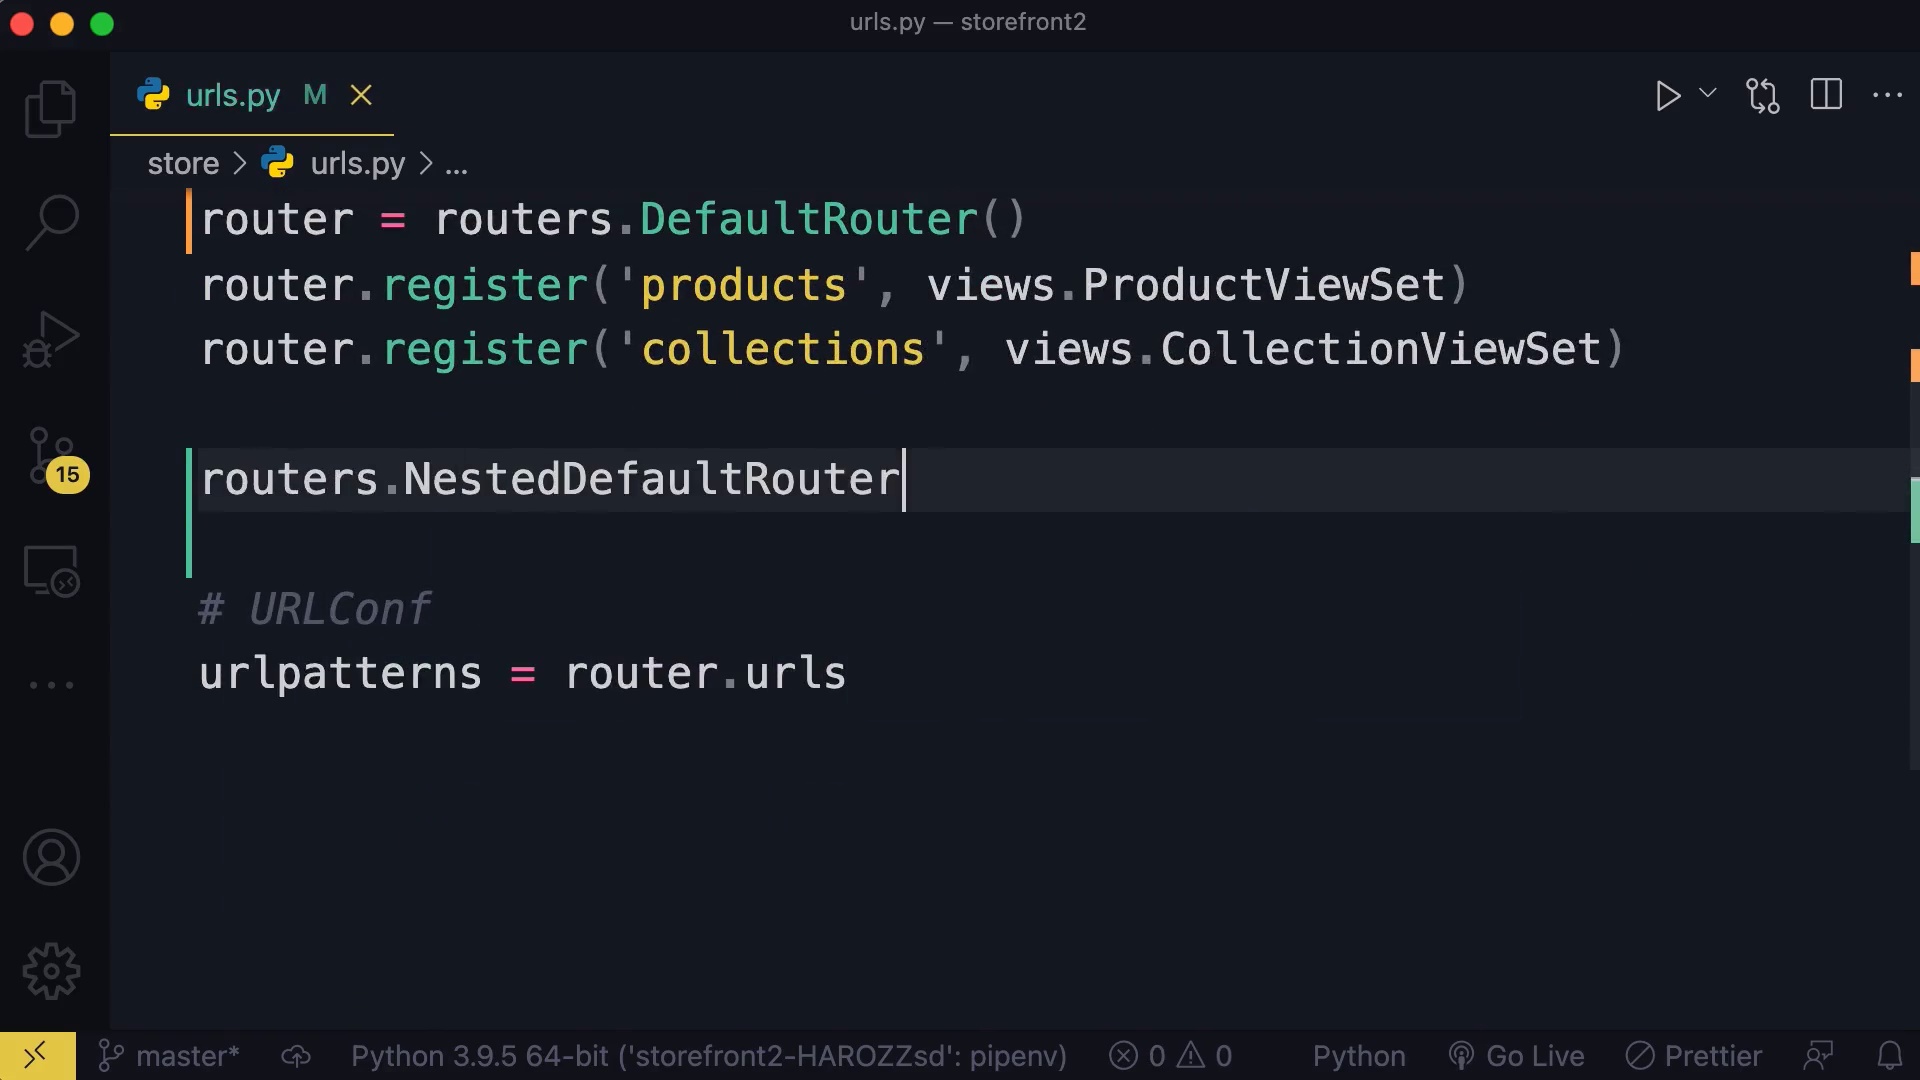 urls.py — storefront2
urls.py M
store > urls.py > ...
router = routers.DefaultRouter()
router.register('products', views.ProductViewSet)
router.register('collections', views.CollectionViewSet)
routers.NestedDefaultRouter
15
# URLConf
urlpatterns = router.urls
master* Python 3.9.5 64-bit ('storefront2-HAROZZsd': pipenv) 0 0 Python Go Live Prettier